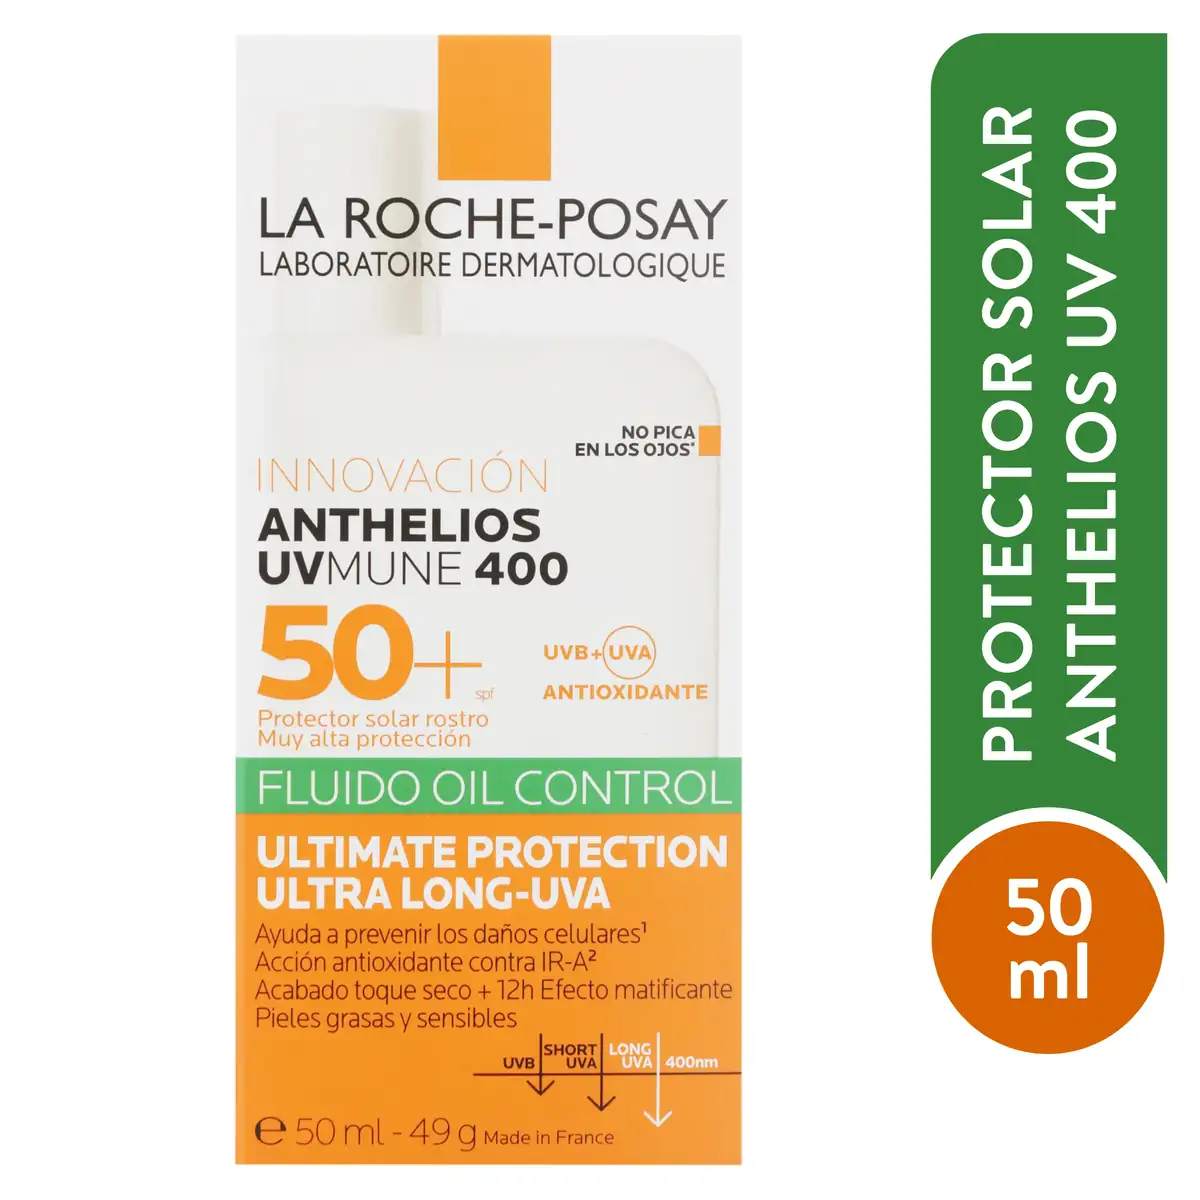 LA ROCHE-POSAY
LABORATOIRE DERMATOLOGIQUE
NO PICA
EN LOS OJOS*
INNOVACIÓN
ANTHELIOS
UVMUNE 400
50+ spf
UVB+UVA
ANTIOXIDANTE
Protector solar rostro
Muy alta protección
FLUIDO OIL CONTROL
ULTIMATE PROTECTION
ULTRA LONG-UVA
Ayuda a prevenir los daños celulares¹
Acción antioxidante contra IR-A²
Acabado toque seco + 12h Efecto matificante
Pieles grasas y sensibles
UVB
SHORT
UVA
LONG
UVA
400nm
℮ 50 ml - 49 g Made in France
PROTECTOR SOLAR
ANTHELIOS UV 400
50
ml